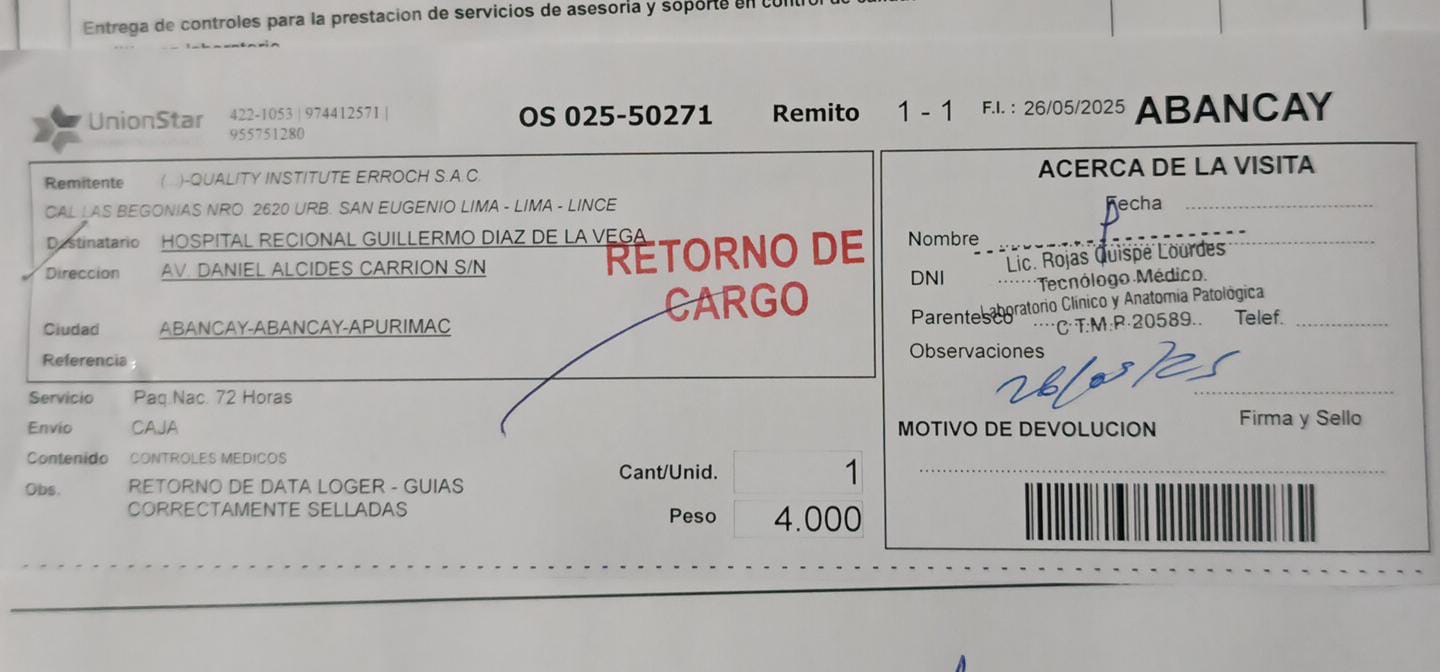 Entrega de controles para la prestacion de servicios de asesoria y soporte en control de
UnionStar
422-1053 | 974412571 |
955751280
OS 025-50271 Remito 1 - 1 F.I. : 26/05/2025 ABANCAY
Remitente (...)-QUALITY INSTITUTE ERROCH S.A.C.
CAL LAS BEGONIAS NRO. 2620 URB. SAN EUGENIO LIMA - LIMA - LINCE
Destinatario HOSPITAL RECIONAL GUILLERMO DIAZ DE LA VEGA
Direccion AV. DANIEL ALCIDES CARRION S/N
RETORNO DE
CARGO
Ciudad ABANCAY-ABANCAY-APURIMAC
Referencia :
Servicio Paq.Nac. 72 Horas
Envio CAJA
Contenido CONTROLES MEDICOS
Obs. RETORNO DE DATA LOGER - GUIAS
CORRECTAMENTE SELLADAS
Cant/Unid. 1
Peso 4.000
ACERCA DE LA VISITA
Fecha
Nombre
Lic. Rojas Quispe Lourdes
DNI
Tecnólogo Médico.
Parentesco
Laboratorio Clínico y Anatomía Patológica
C.T.M.P. 20589 Telef.
Observaciones
26/05/25
Firma y Sello
MOTIVO DE DEVOLUCION